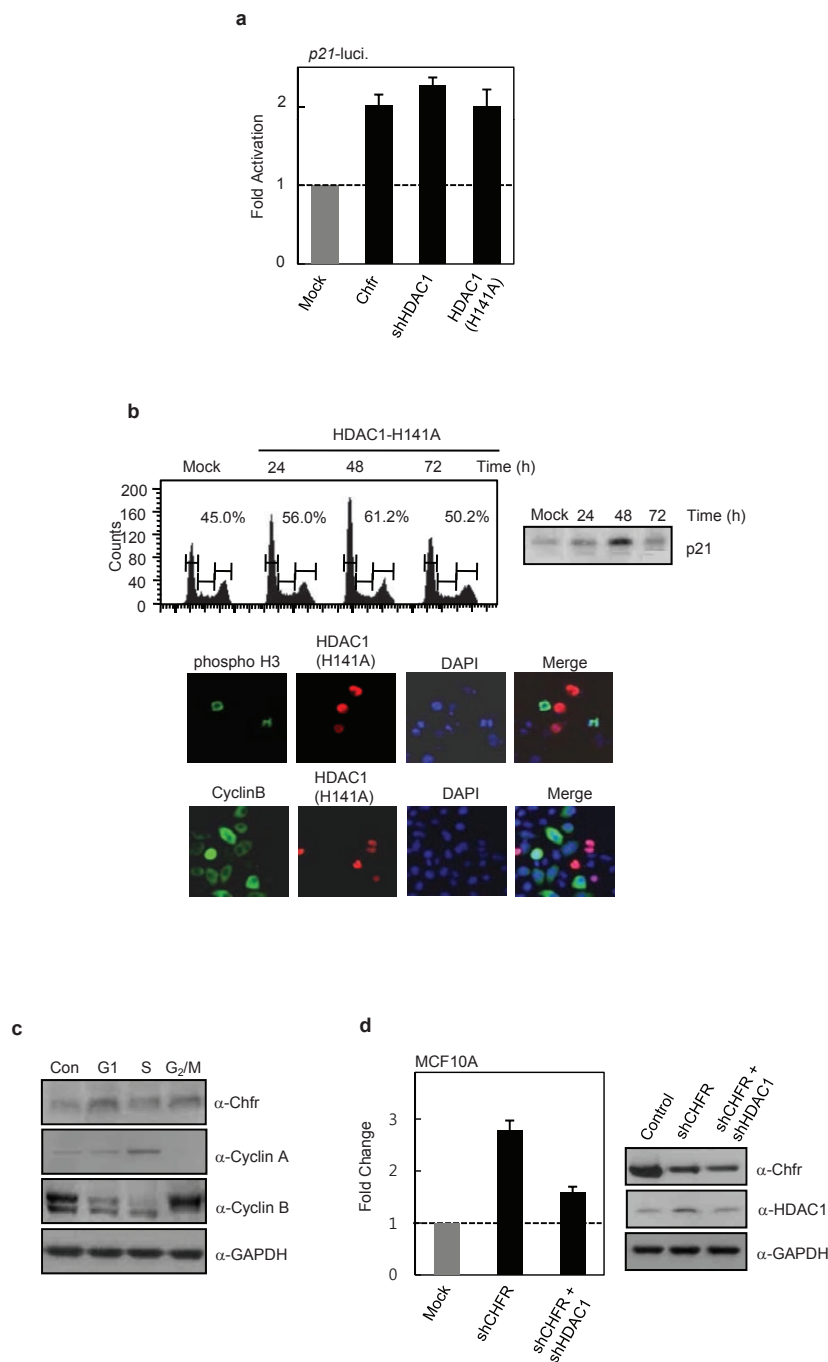 a
p21-luci.
Fold Activation
2
1
0
Mock
Chfr
shHDAC1
HDAC1
(H141A)
b
HDAC1-H141A
Mock 24 48 72 Time (h)
Counts
200
160
120
80
40
0
45.0% 56.0% 61.2% 50.2%
Mock 24 48 72 Time (h)
p21
phospho H3
HDAC1
(H141A)
DAPI
Merge
CyclinB
HDAC1
(H141A)
DAPI
Merge
c
Con G1 S G2/M
α-Chfr
α-Cyclin A
α-Cyclin B
α-GAPDH
d
MCF10A
Fold Change
3
2
1
0
Mock
shCHFR
shCHFR +
shHDAC1
Control
shCHFR
shCHFR +
shHDAC1
α-Chfr
α-HDAC1
α-GAPDH